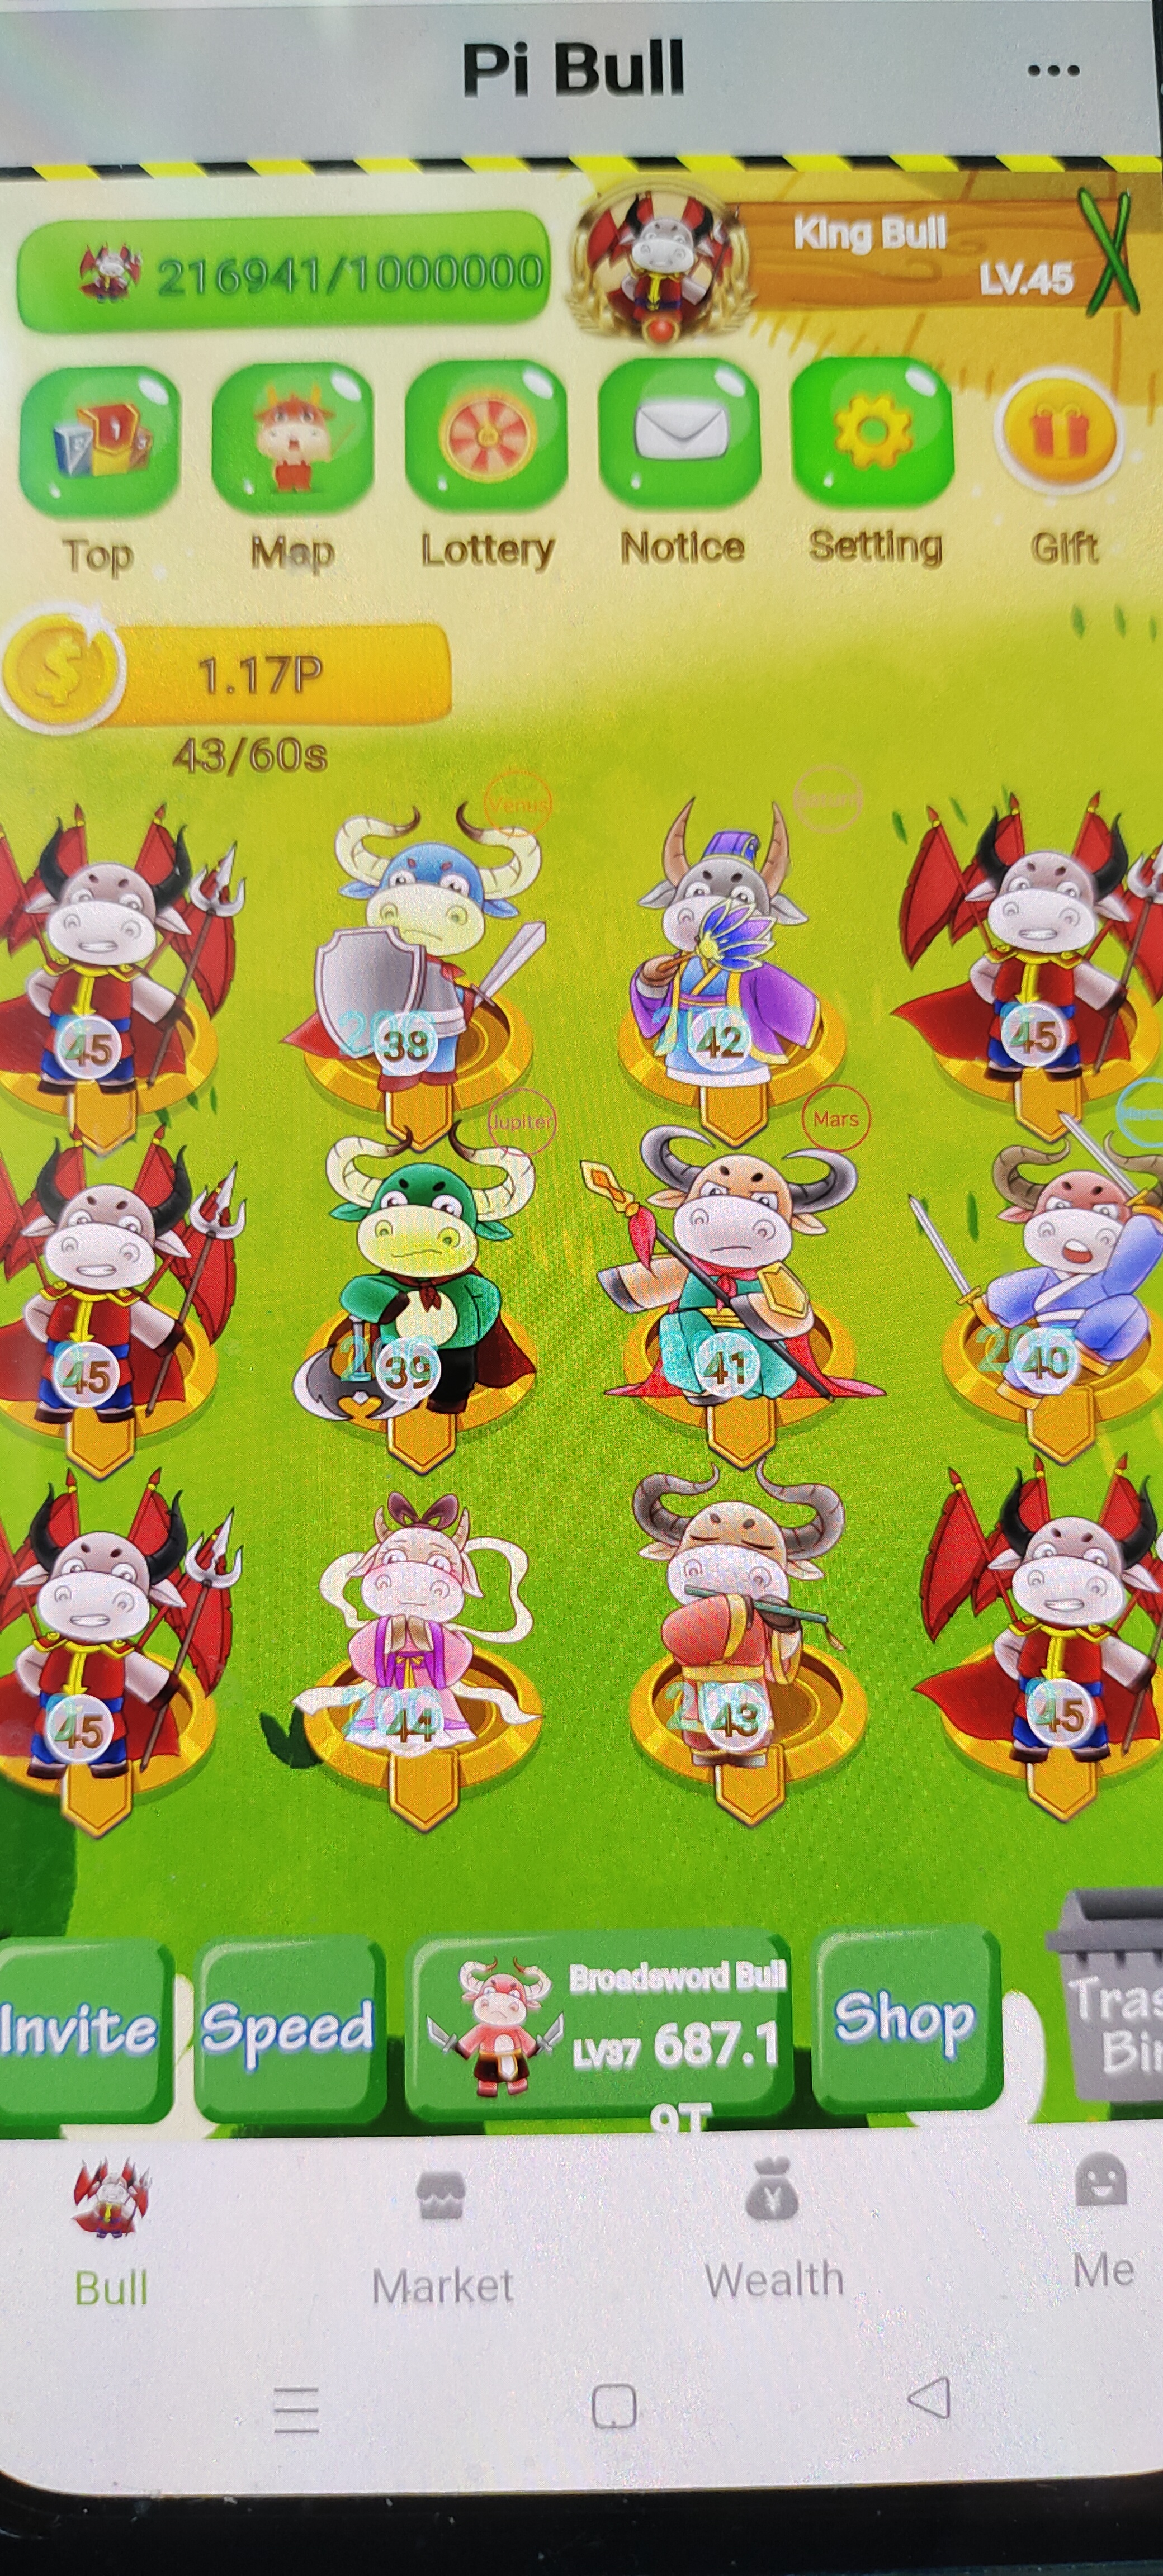 Pi Bull
216941/1000000
King Bull
LV.45
Top
Map
Lottery
Notice
Setting
Gift
1.17P
43/60s
Venus
45
38
42
45
Jupiter
Mars
45
39
41
40
45
44
43
45
Invite
Speed
Broadsword Bull
LV37 687.1
9T
Shop
Bull
Market
Wealth
Me